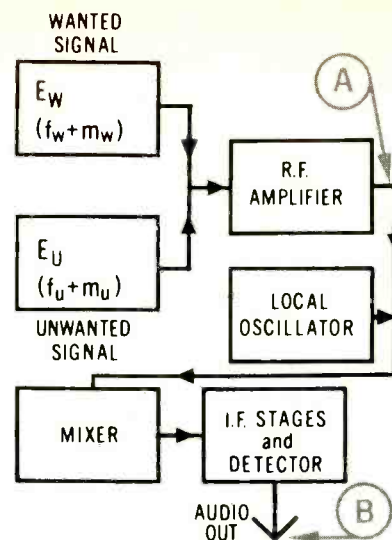 WANTED
SIGNAL
A
E_W
(f_w+m_w)
R.F.
AMPLIFIER
E_U
(f_u+m_u)
LOCAL
OSCILLATOR
UNWANTED
SIGNAL
MIXER
I.F. STAGES
and
DETECTOR
AUDIO
OUT
B